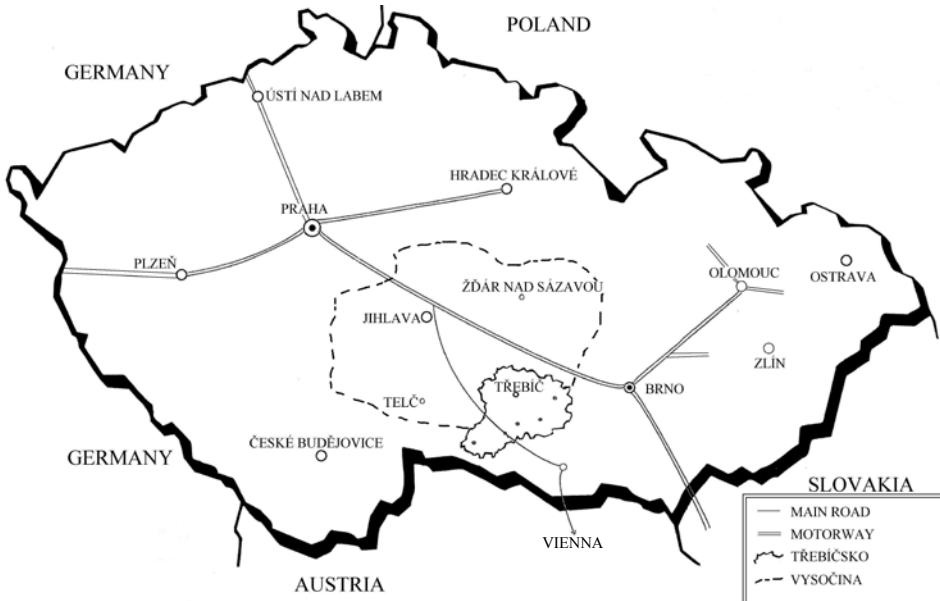 POLAND
GERMANY
ÚSTÍ NAD LABEM
HRADEC KRÁLOVÉ
PRAHA
PLZEŇ
OLOMOUC
OSTRAVA
ŽĎÁR NAD SÁZAVOU
JIHLAVA
ZLÍN
TŘEBÍČ
BRNO
TELČ
ČESKÉ BUDĚJOVICE
GERMANY
SLOVAKIA
MAIN ROAD
MOTORWAY
TŘEBÍČSKO
VYSOČINA
VIENNA
AUSTRIA